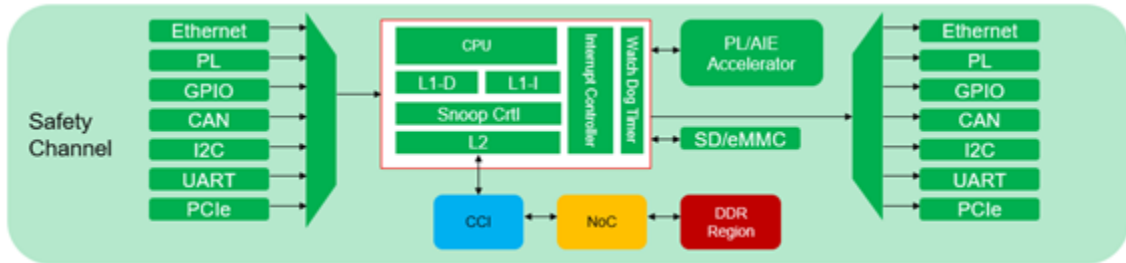 Safety
Channel
Ethernet
PL
GPIO
CAN
I2C
UART
PCIe
CPU
L1-D
L1-I
Snoop Crtl
L2
Interrupt Controller
Watch Dog Timer
PL/AIE
Accelerator
SD/eMMC
CCI
NoC
DDR
Region
Ethernet
PL
GPIO
CAN
I2C
UART
PCIe